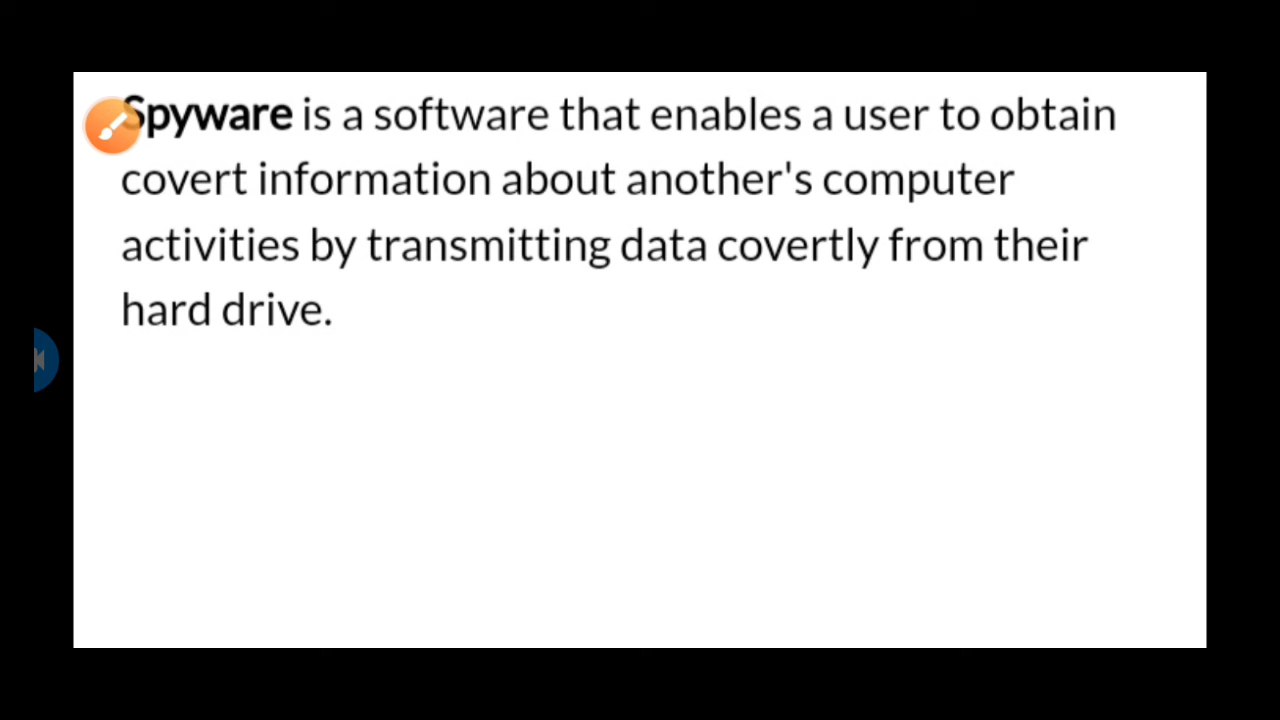 Spyware is a software that enables a user to obtain
covert information about another's computer
activities by transmitting data covertly from their
hard drive.